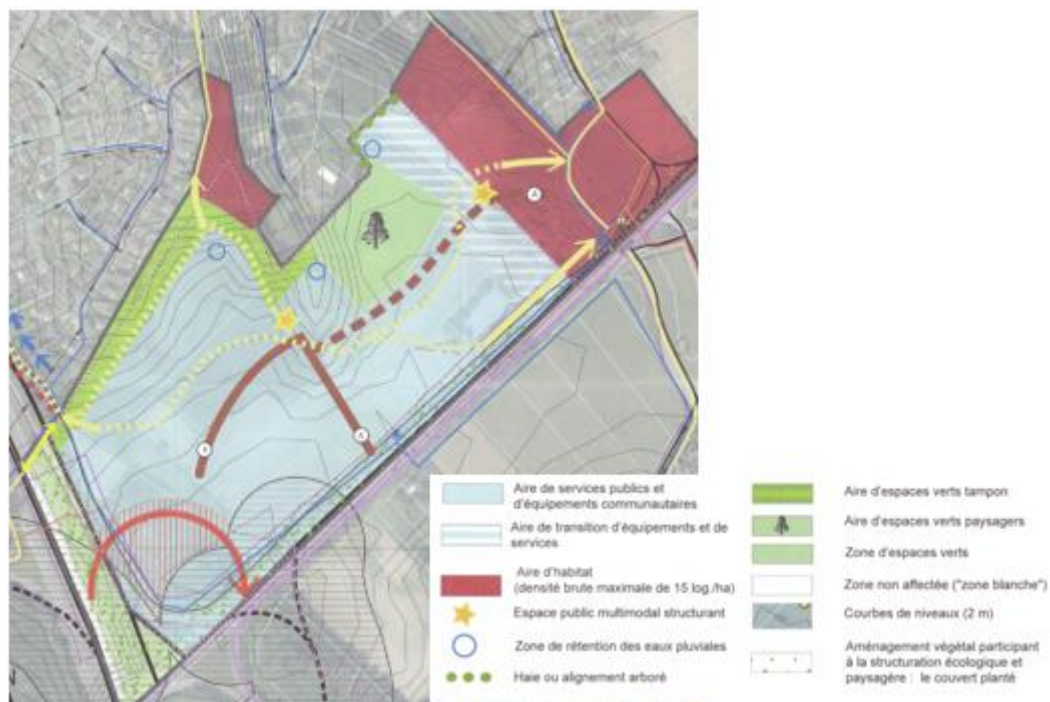 A
Aire de services publics et
d'équipements communautaires
Aire de transition d'équipements et de
services
Aire d'habitat
(densité brute maximale de 15 log./ha)
Espace public multimodal structurant
Zone de rétention des eaux pluviales
Haie ou alignement arboré
Aire d'espaces verts tampon
Aire d'espaces verts paysagers
Zone d'espaces verts
Zone non affectée ("zone blanche")
Courbes de niveaux (2 m)
Aménagement végétal participant
à la structuration écologique et
paysagère : le couvert planté